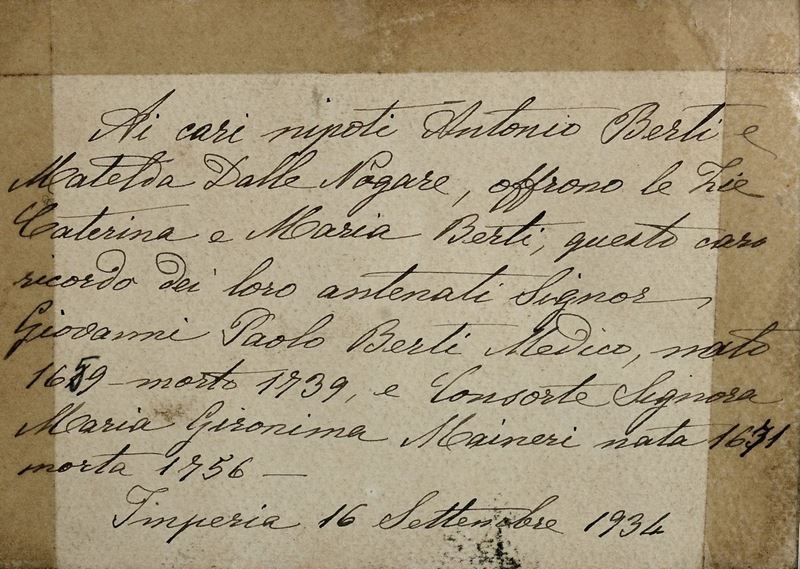 Ai cari nipoti Antonio Berti e
Matelda Dalle Nogare, offrono le Zie
Caterina e Maria Berti, questo caro
ricordo dei loro antenati Signor
Giovanni Paolo Berti Medico, nato
1659 - morto 1739, e Consorte Signora
Maria Gironima Maineri nata 1671
morta 1756 -
Imperia 16 Settembre 1934